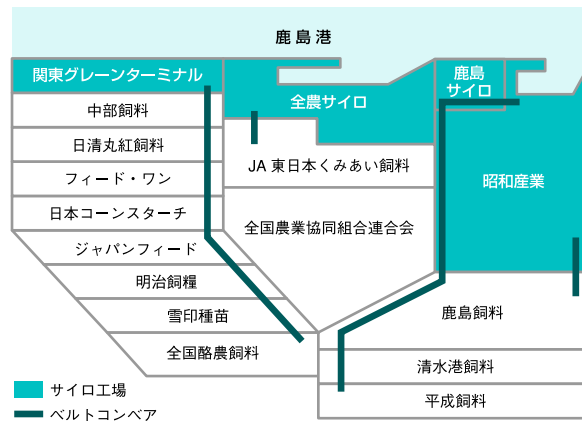 鹿島港
関東グレーンターミナル
中部飼料
日清丸紅飼料
フィード・ワン
日本コーンスターチ
ジャパンフィード
明治飼糧
雪印種苗
全国酪農飼料
全農サイロ
JA東日本くみあい飼料
全国農業協同組合連合会
鹿島
サイロ
昭和産業
鹿島飼料
清水港飼料
平成飼料
サイロ工場
ベルトコンベア